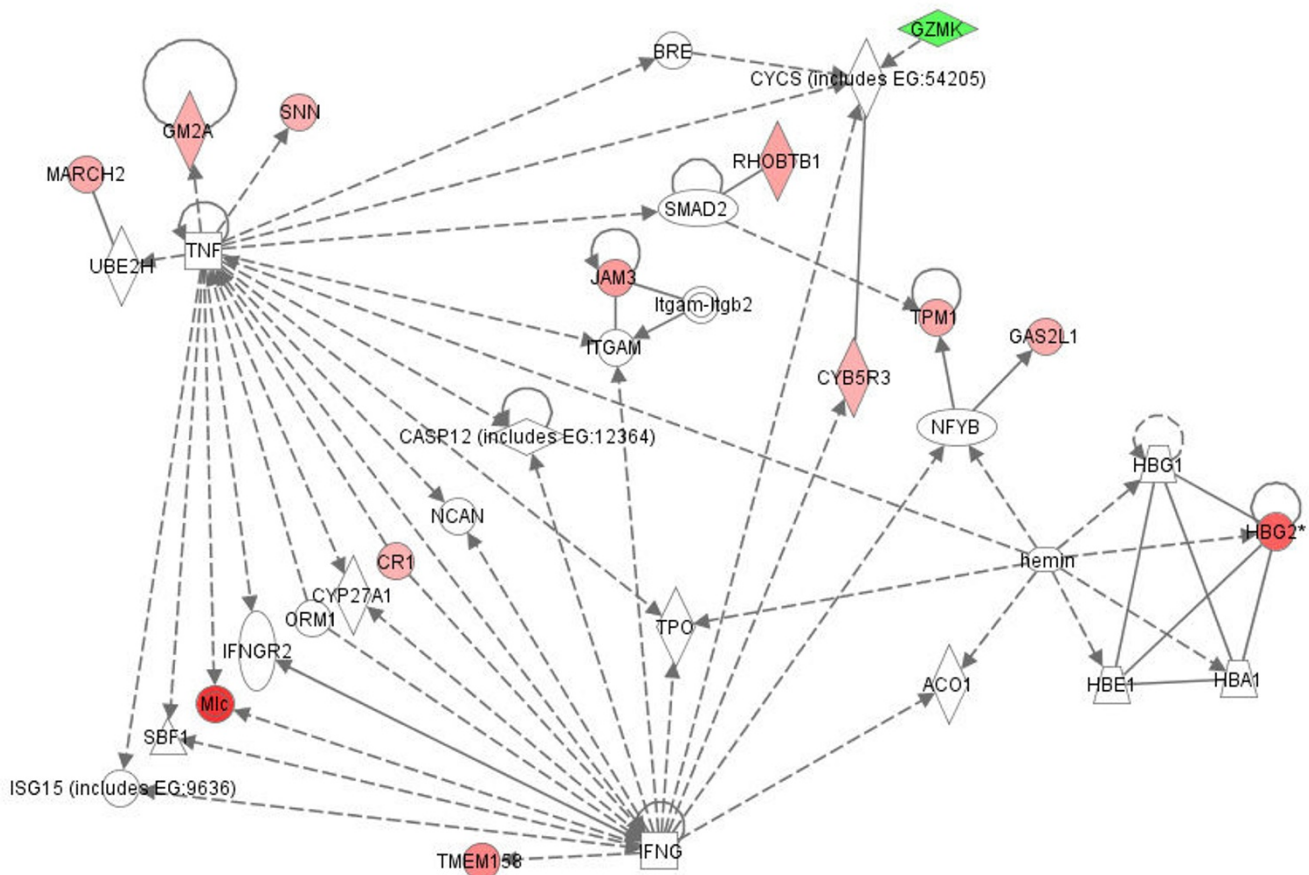 GZMK
BRE
CYCS (includes EG:54205)
SNN
GM2A
RHOBTB1
MARCH2
SMAD2
TNF
UBE2H
JAM3
Itgam-Itgb2
TPM1
GAS2L1
ITGAM
CYB5R3
NFYB
CASP12 (includes EG:12364)
HBG1
NCAN
HBG2*
CR1
hemin
CYP27A1
ORM1
TPO
IFNGR2
ACO1
HBE1
HBA1
Mlc
SBF1
ISG15 (includes EG:9636)
IFNG
TMEM158